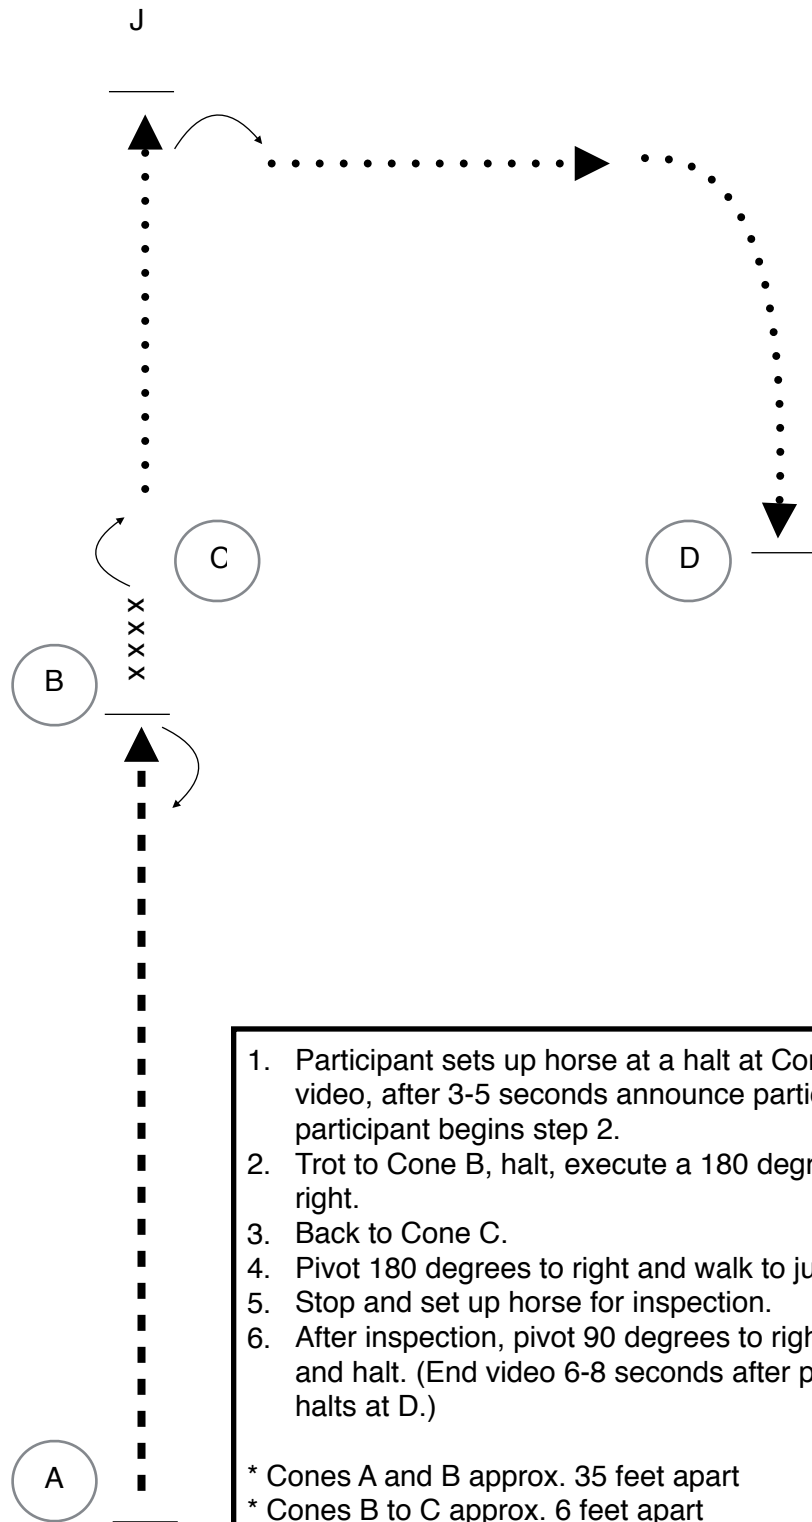 J
C
D
x x x x
B
1. Participant sets up horse at a halt at
video, after 3-5 seconds announce
participant begins step 2.
2. Trot to Cone B, halt, execute a 180
right.
3. Back to Cone C.
4. Pivot 180 degrees to right and walk to
5. Stop and set up horse for inspection.
6. After inspection, pivot 90 degrees to
and halt. (End video 6-8 seconds after
halts at D.)
A
* Cones A and B approx. 35 feet apart
* Cones B to C approx. 6 feet apart